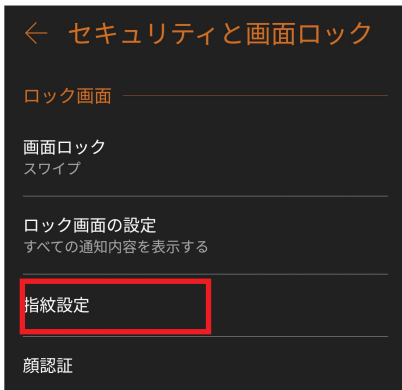 ← セキュリティと画面ロック
ロック画面
画面ロック
スワイプ
ロック画面の設定
すべての通知内容を表示する
指紋設定
顔認証